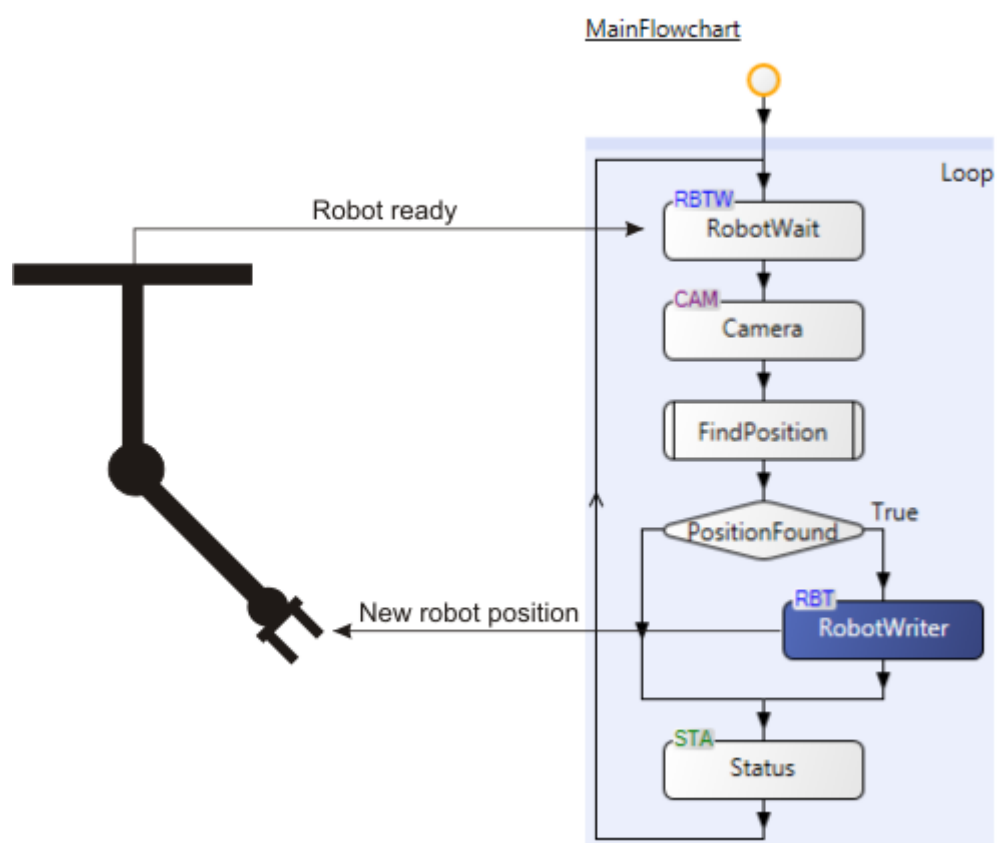 MainFlowchart
Loop
RBTW
RobotWait
Robot ready
CAM
Camera
FindPosition
PositionFound
True
RBT
RobotWriter
New robot position
STA
Status